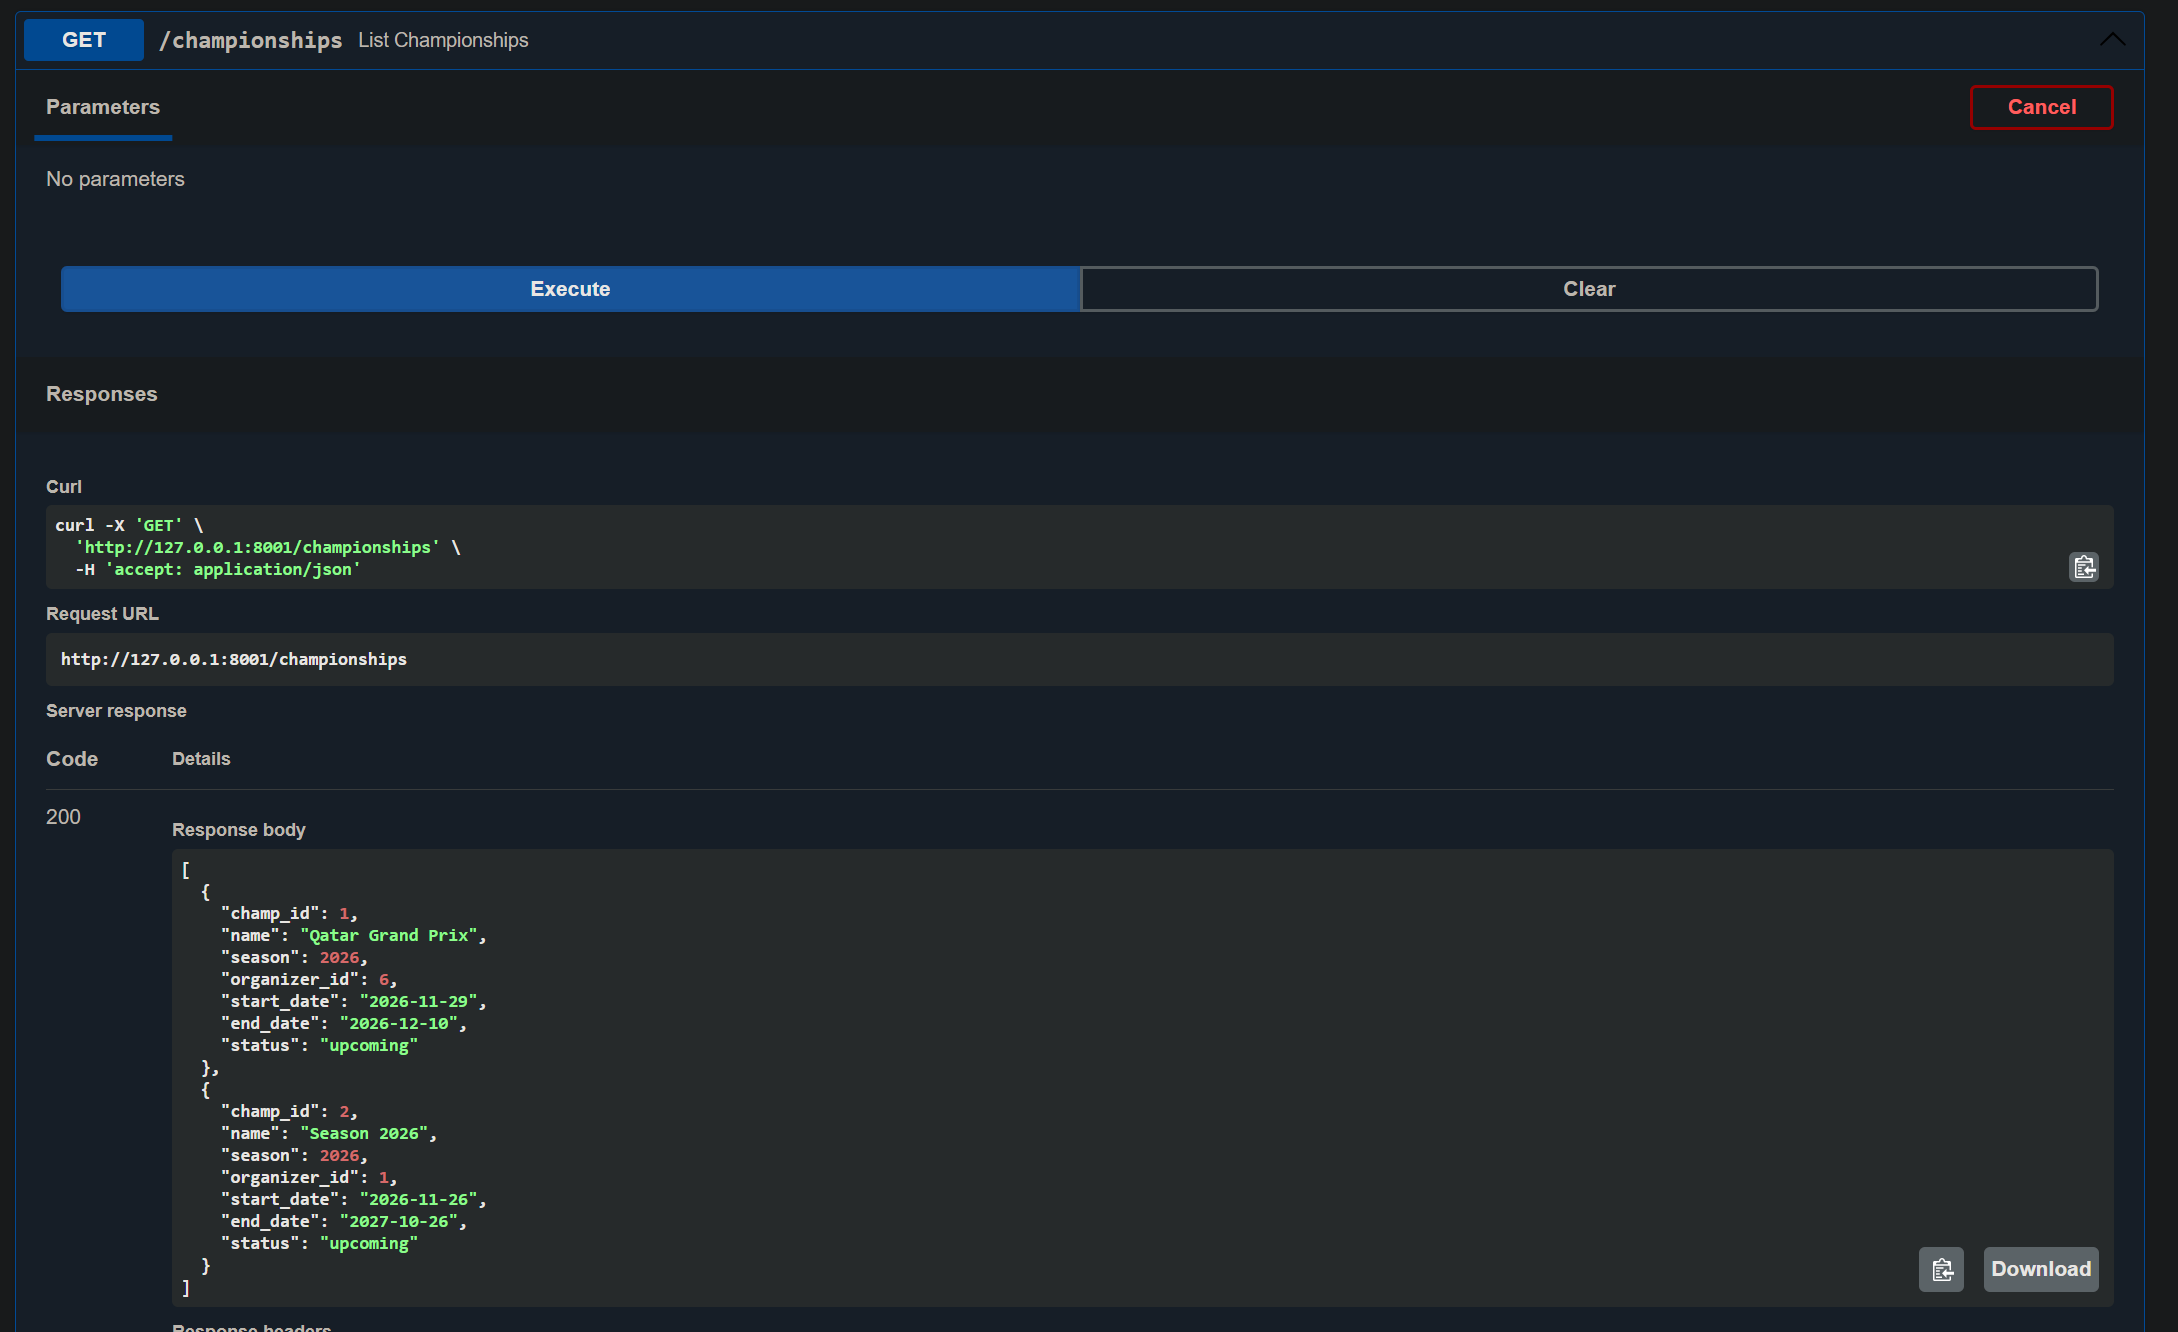 GET /championships List Championships
Parameters
Cancel
No parameters
Execute
Clear
Responses
Curl
curl -X 'GET' \
  'http://127.0.0.1:8001/championships' \
  -H 'accept: application/json'
Request URL
http://127.0.0.1:8001/championships
Server response
Code Details
200
Response body
[
  {
    "champ_id": 1,
    "name": "Qatar Grand Prix",
    "season": 2026,
    "organizer_id": 6,
    "start_date": "2026-11-29",
    "end_date": "2026-12-10",
    "status": "upcoming"
  },
  {
    "champ_id": 2,
    "name": "Season 2026",
    "season": 2026,
    "organizer_id": 1,
    "start_date": "2026-11-26",
    "end_date": "2027-10-26",
    "status": "upcoming"
  }
]
Download
Response headers